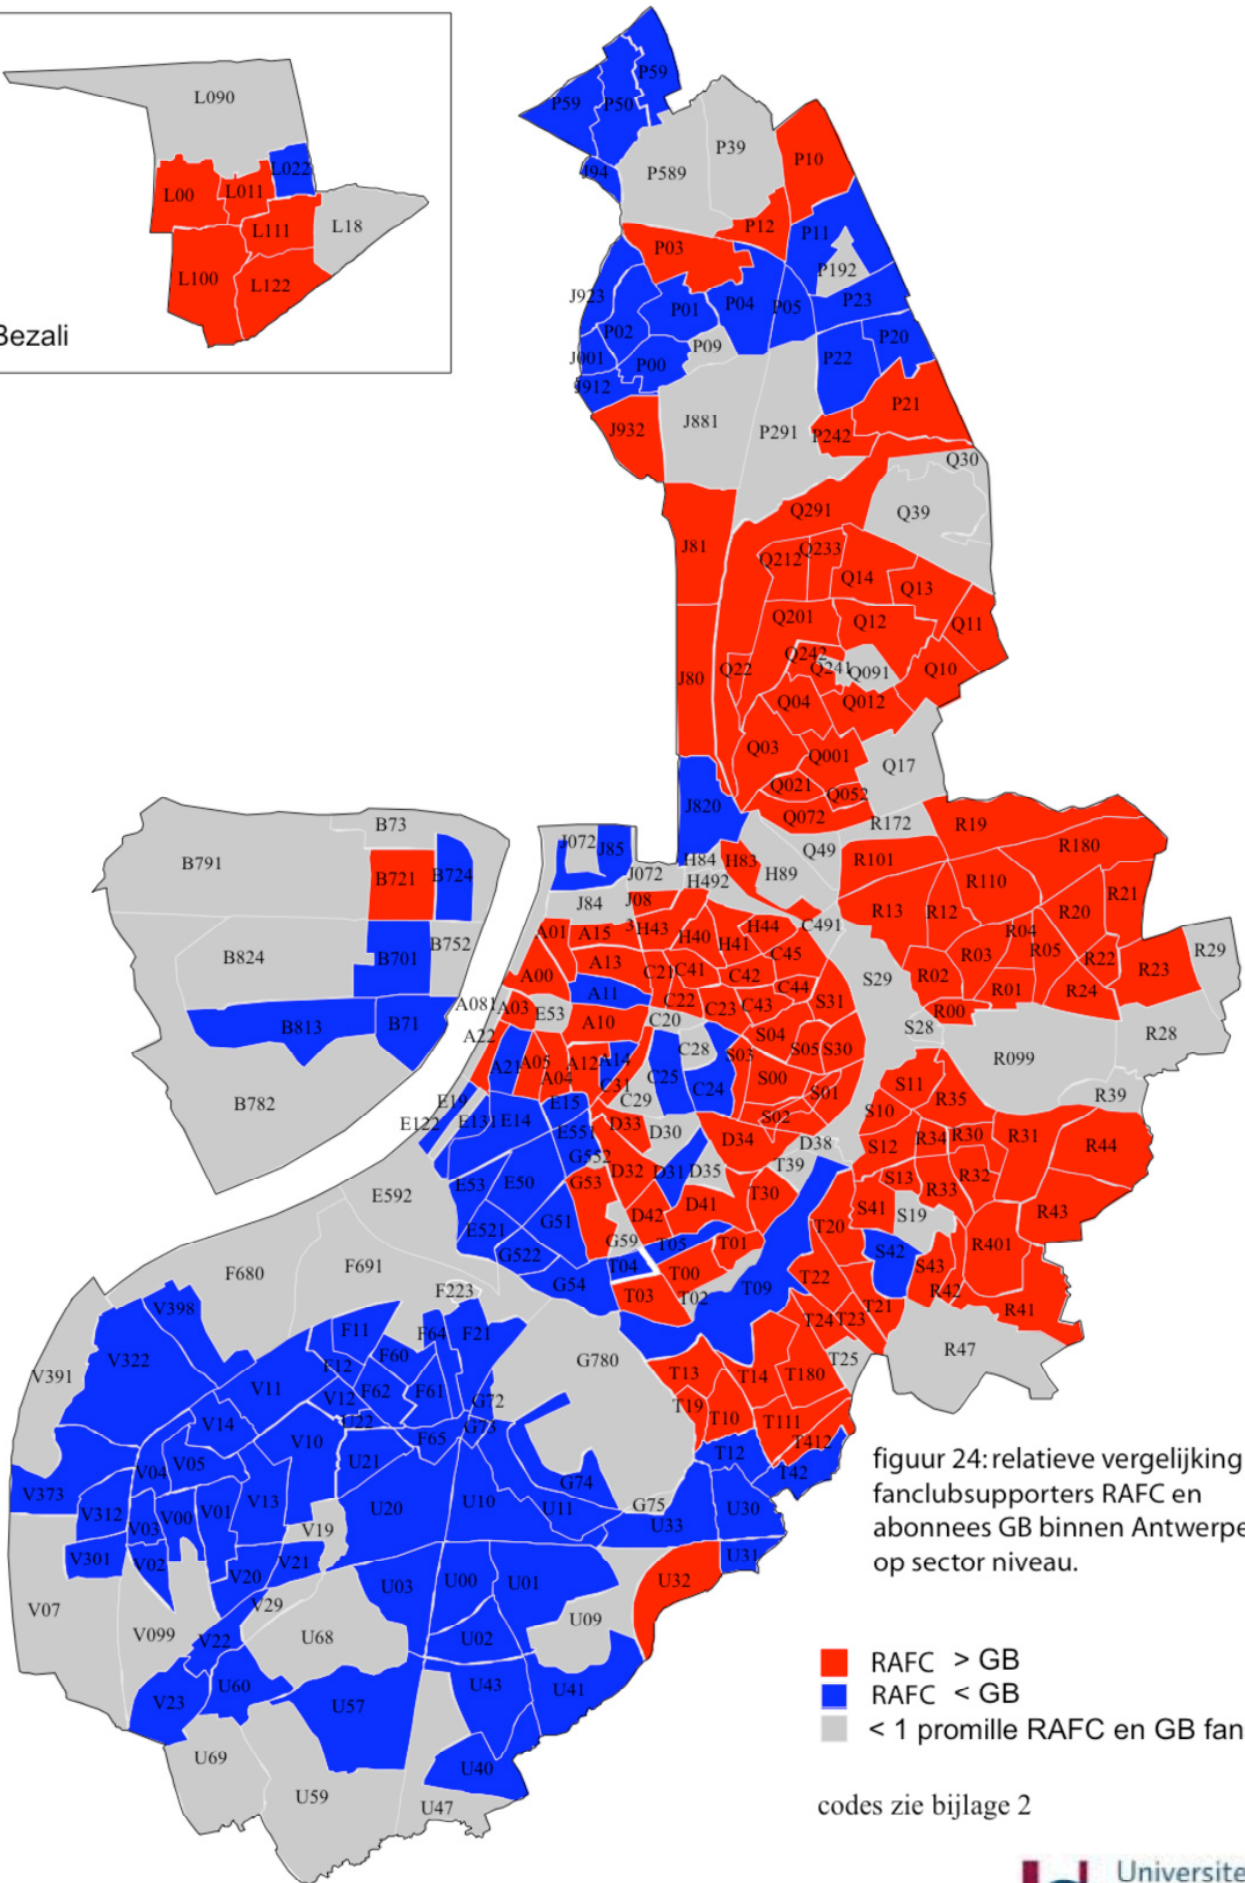 L090
L022
L00 L011
L111 L18
L100 L122
Bezali
P59
P59 P50
J94 P589 P39 P10
P12
P03 P11
P192
J923 P01 P04 P05 P23
P02
J001 P00 P09 P22 P20
J912
J932 J881 P291 P242 P21
Q30
Q291 Q39
J81 Q212 Q233
Q14 Q13
Q201 Q12 Q11
J80 Q22 Q242 Q241 Q091 Q10
Q04 Q012
Q03 Q001 Q17
Q021 Q052
J820 Q072 R172 R19
B73 J072 J85 Q49 R180
B791 H84 H83 R101
B721 B724 J072 H492 H89 R110 R21
J84 J08 R13 R12 R20
A01 A15 3 H43 H40 H44 C491 R04
B824 B701 B752 H41 C45 R03 R05 R22 R29
A00 A13 C21 C41 C42 S29 R02 R23
A11 C44 R01 R24
A081 A03 E53 C22 C23 C43 S31 R00
B813 B71 A10 C20 S28 R28
A22 S04
A21 A05 A12 A14 C28 S03 S05 S30 R099
A04 C31 C25 C24 S00 S11
B782 E19 E15 C29 S01 S10 R35 R39
E122 E131 E14 E551 D33 D30 S02
D34 D38 S12 R34 R30 R31 R44
G552 D32 D31 D35 T39 S13 R32
E592 E53 E50 G53 T30 R33
D42 D41 S41 S19 R43
E521 G51 T20
G522 G59 T05 T01 S42 R401
F680 F691 G54 T04 T00 T22 S43
F223 T03 T02 T09 R42
V398 F64 F21 T24 T23 T21 R41
V322 F11 F60 G780 T25 R47
V391 F12 T13 T14 T180
V11 V12 F62 F61 G72 T19
V14 U22 G73 T10 T111
V10 F65 T12 T412
V04 V05 U21 G74 T42
V373 V13 U20 U10 U11 G75 U30
V312 V03 V00 V01 V19 U33
V301 V02 V21 U31
V20 U03 U00 U01 U32
V07 V29 U09
V099 V22 U68 U02
V23 U60 U57 U43 U41
U69 U40
U59 U47
figuur 24: relatieve vergelijking
fanclubsupporters RAFC en
abonnees GB binnen Antwerpe
op sector niveau.
RAFC > GB
RAFC < GB
< 1 promille RAFC en GB fan
codes zie bijlage 2
Universite